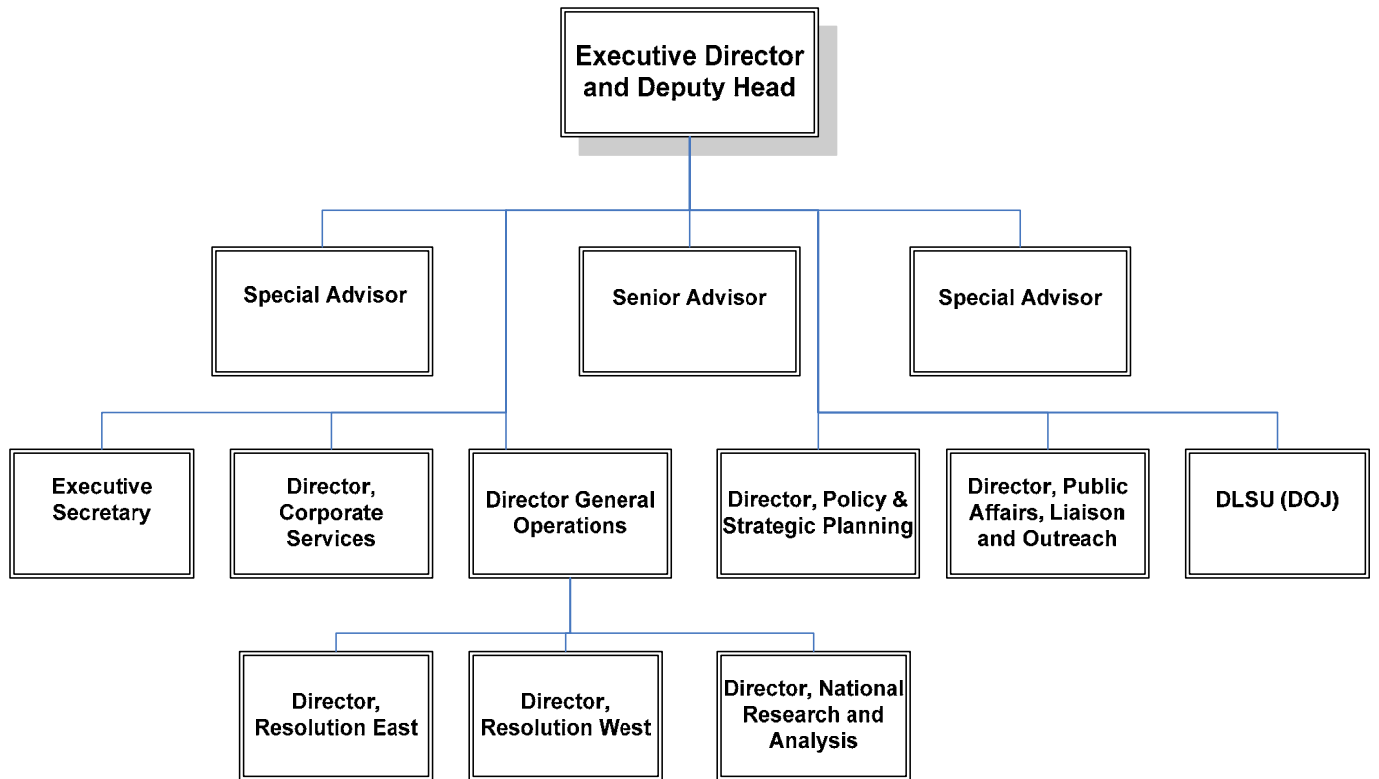 Executive Director
and Deputy Head
Special Advisor
Senior Advisor
Special Advisor
Executive
Secretary
Director,
Corporate
Services
Director General
Operations
Director, Policy &
Strategic Planning
Director, Public
Affairs, Liaison
and Outreach
DLSU (DOJ)
Director,
Resolution East
Director,
Resolution West
Director, National
Research and
Analysis